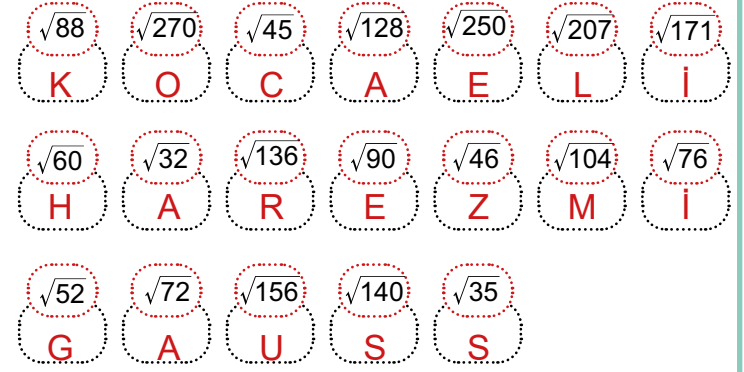 √88 √270 √45 √128 √250 √207 √171
K O C A E L İ
√60 √32 √136 √90 √46 √104 √76
H A R E Z M İ
√52 √72 √156 √140 √35
G A U S S